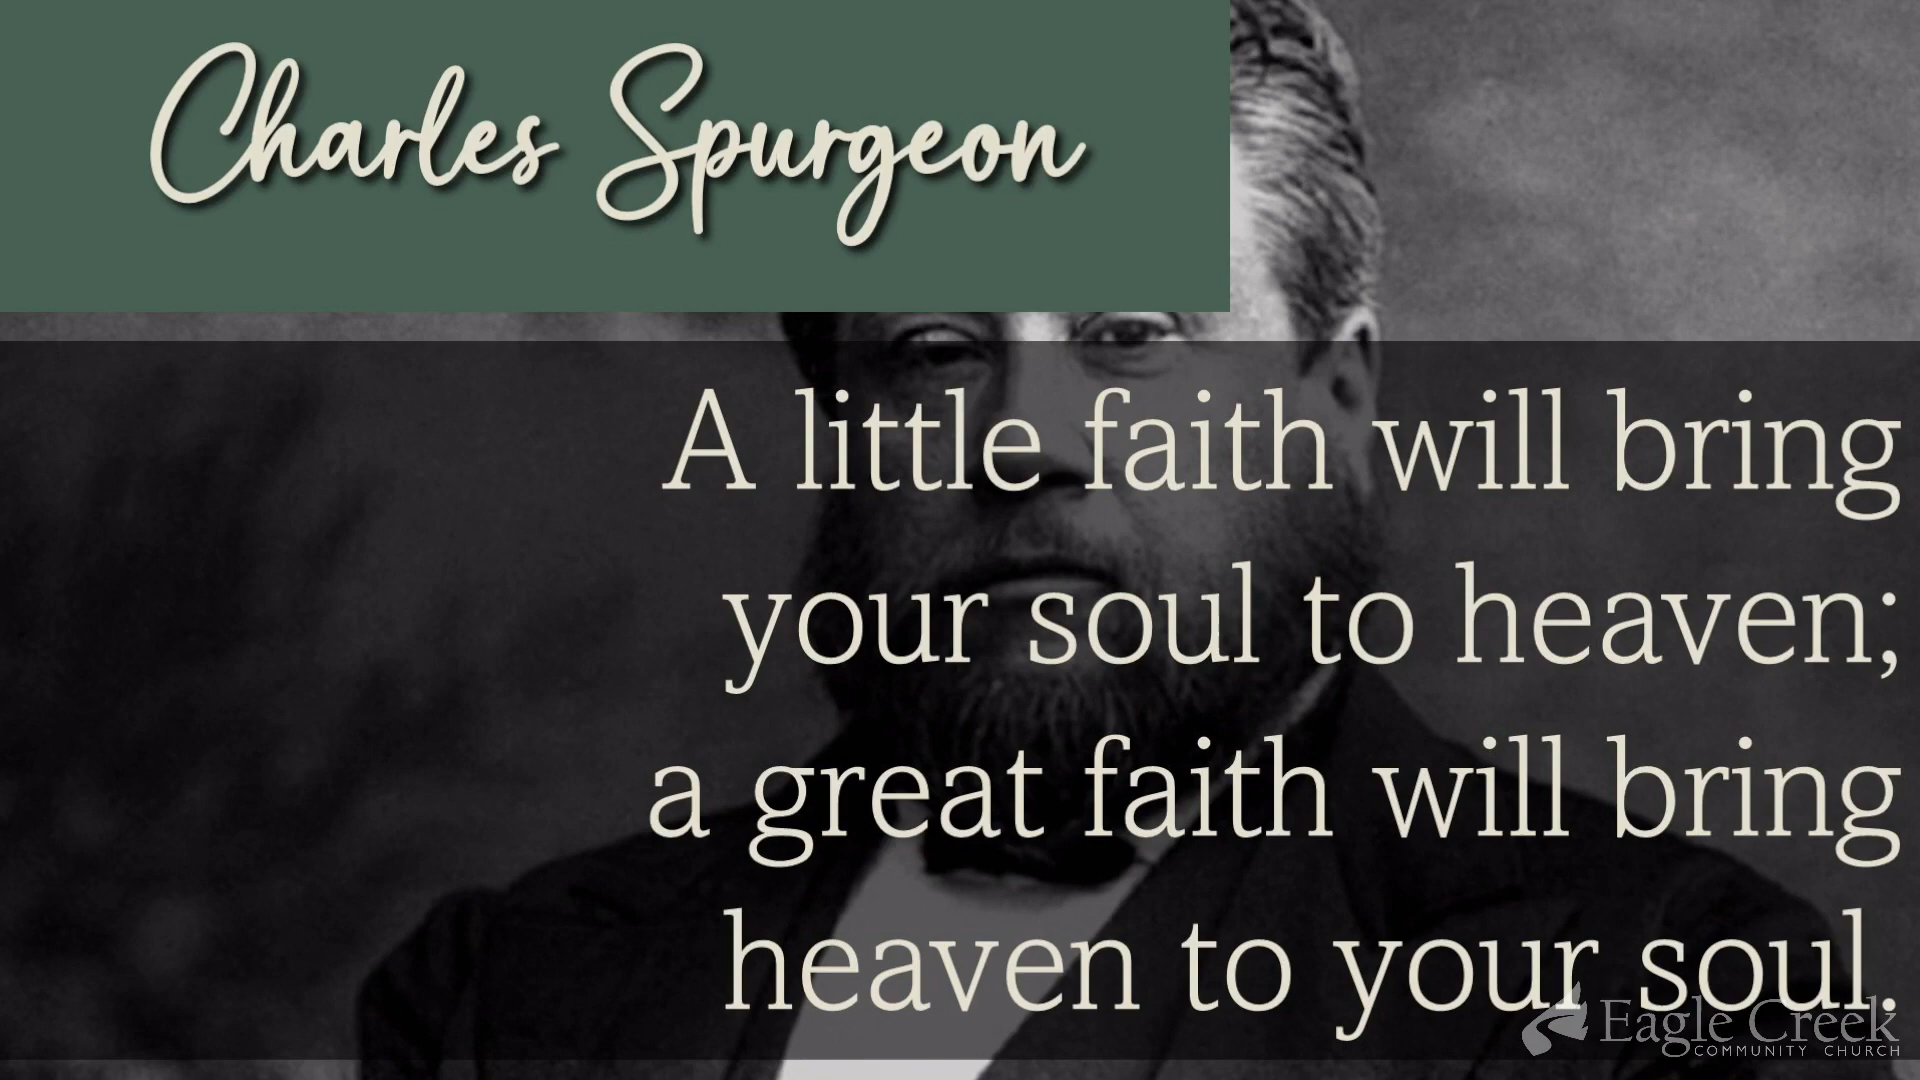 Charles Spurgeon
A little faith will bring
your soul to heaven;
a great faith will bring
heaven to your soul.
Eagle Creek
COMMUNITY CHURCH